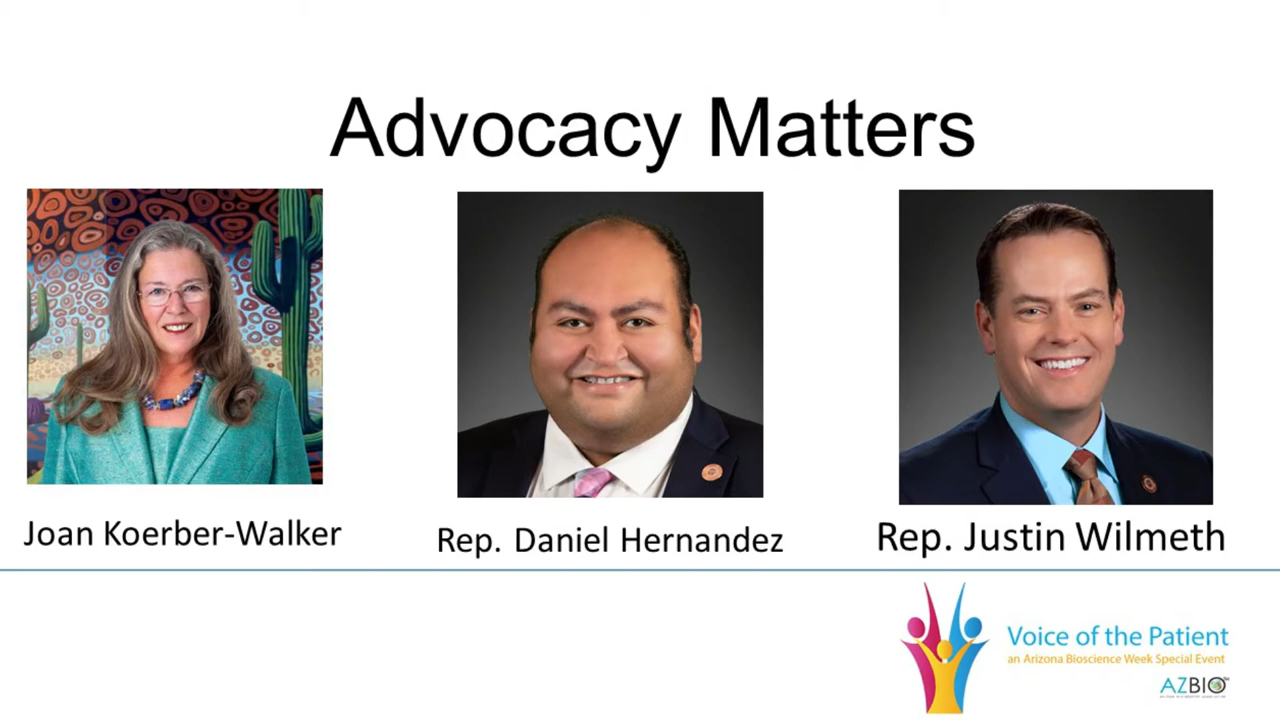 Advocacy Matters
Joan Koerber-Walker
Rep. Daniel Hernandez
Rep. Justin Wilmeth
Voice of the Patient
an Arizona Bioscience Week Special Event
AZBIO